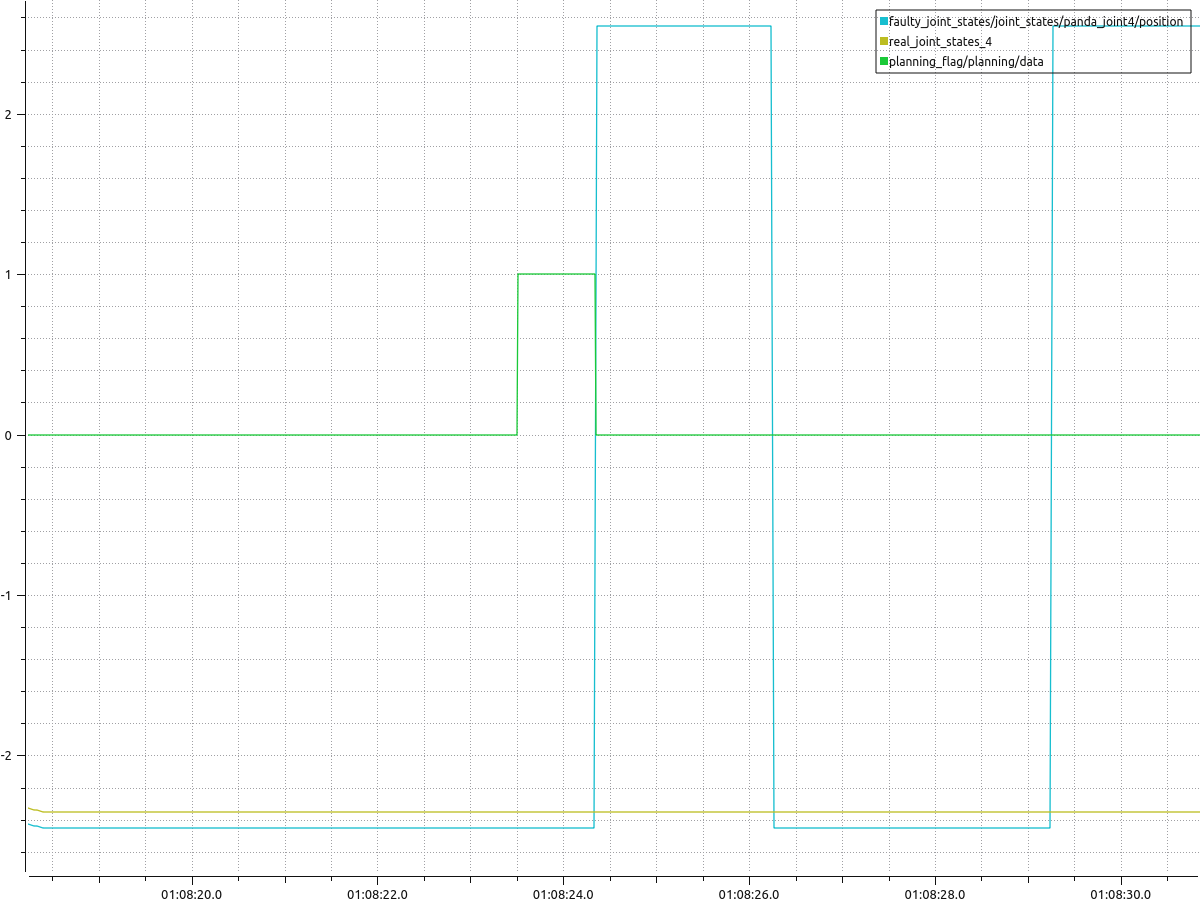 faulty_joint_states/joint_states/panda_joint4/position
real_joint_states_4
planning_flag/planning/data
2
1
0
-1
-2
01:08:20.0 01:08:22.0 01:08:24.0 01:08:26.0 01:08:28.0 01:08:30.0